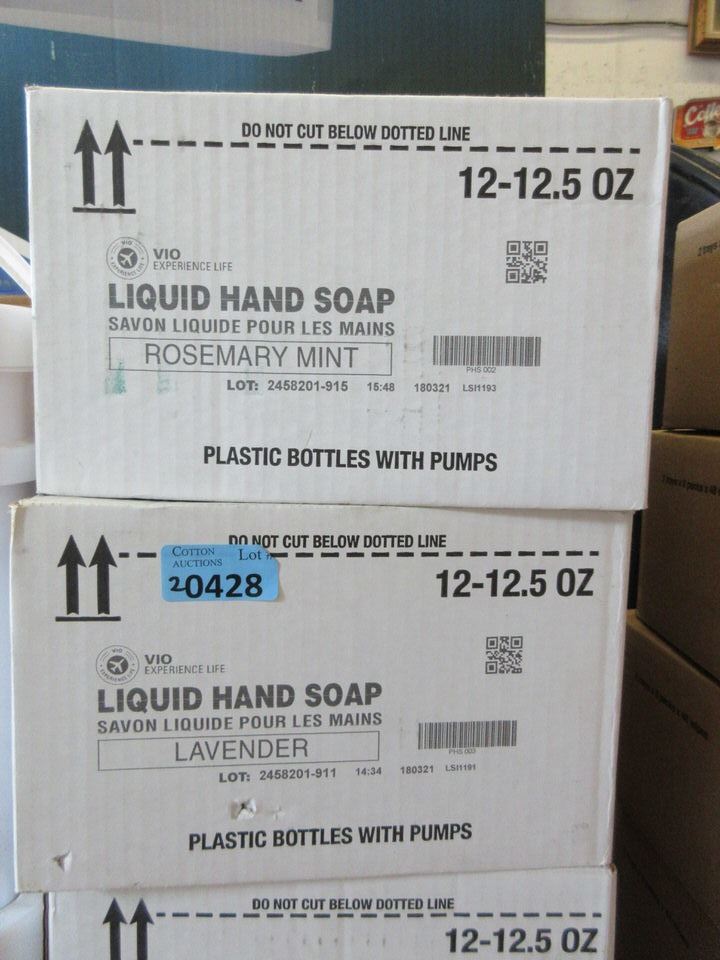 DO NOT CUT BELOW DOTTED LINE
12-12.5 OZ
VIO
EXPERIENCE LIFE
LIQUID HAND SOAP
SAVON LIQUIDE POUR LES MAINS
ROSEMARY MINT
PHS 002
LOT: 2458201-915 15:48 180321 LSI1193
PLASTIC BOTTLES WITH PUMPS
DO NOT CUT BELOW DOTTED LINE
COTTON AUCTIONS Lot #
20428
12-12.5 OZ
VIO
EXPERIENCE LIFE
LIQUID HAND SOAP
SAVON LIQUIDE POUR LES MAINS
LAVENDER
PHS 003
LOT: 2458201-911 14:34 180321 LSI1191
PLASTIC BOTTLES WITH PUMPS
DO NOT CUT BELOW DOTTED LINE
12-12.5 OZ